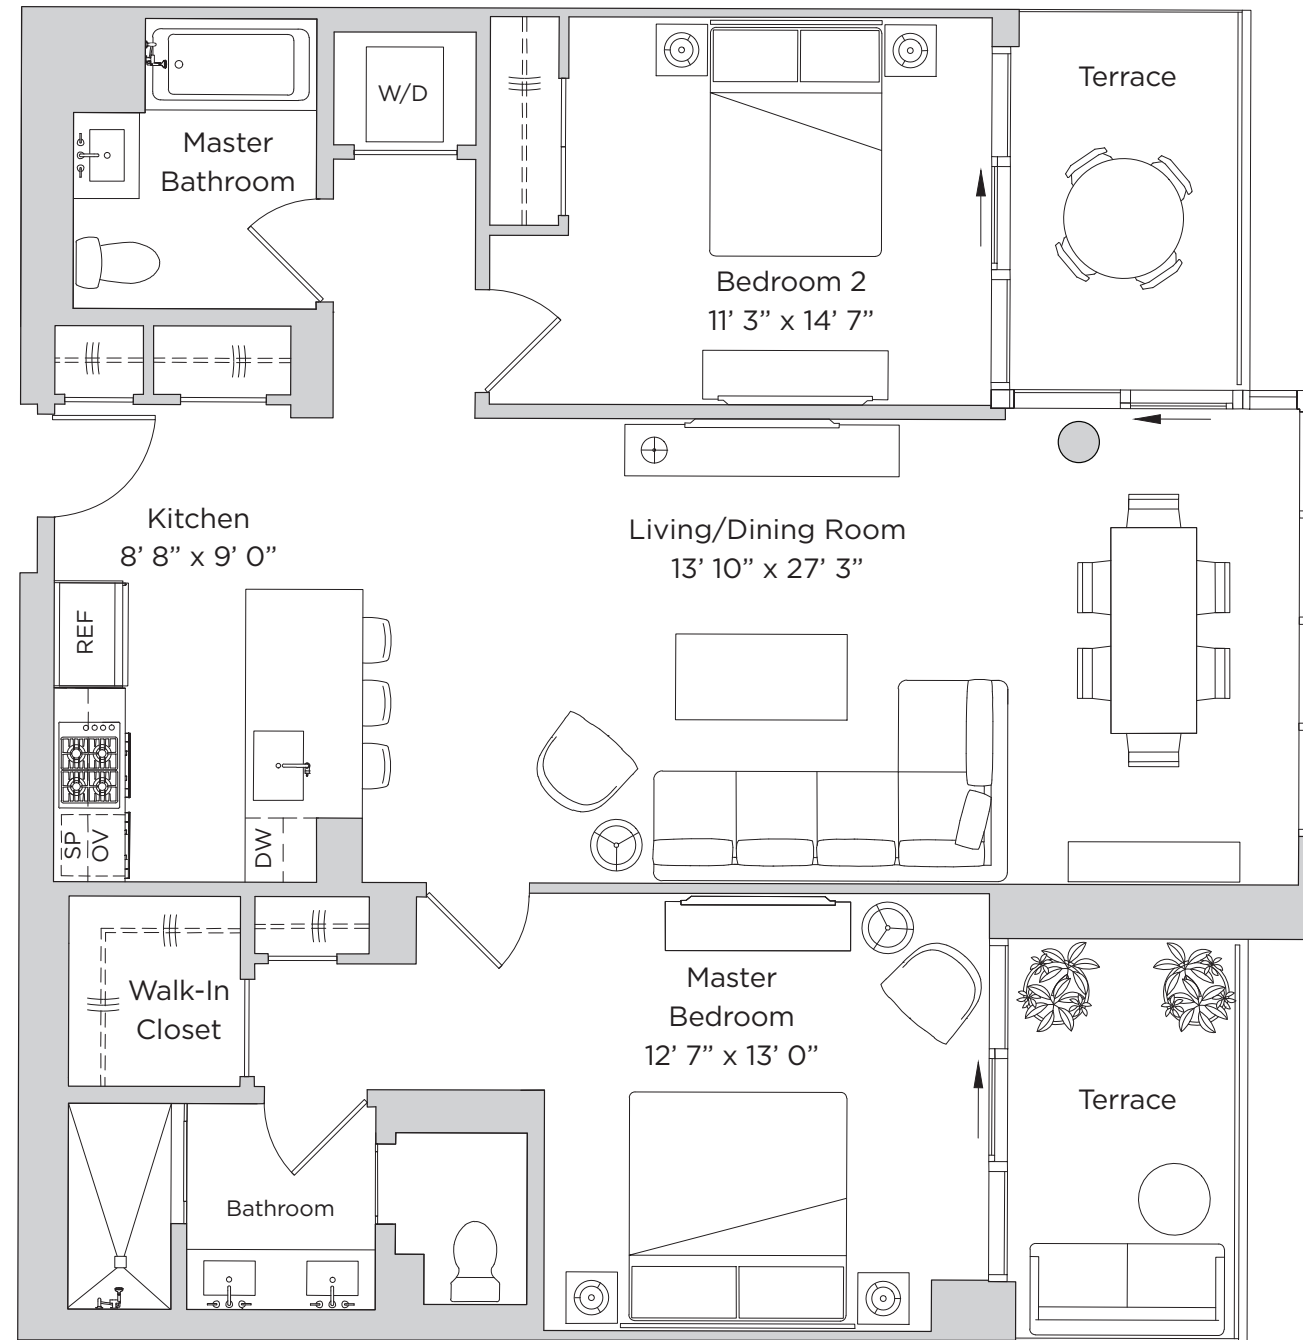 Terrace
W/D
Master
Bathroom
Bedroom 2
11’ 3” x 14’ 7”
Kitchen
8’ 8” x 9’ 0”
Living/Dining Room
13’ 10” x 27’ 3”
REF
SP
OV
DW
Walk-In
Closet
Master
Bedroom
12’ 7” x 13’ 0”
Terrace
Bathroom